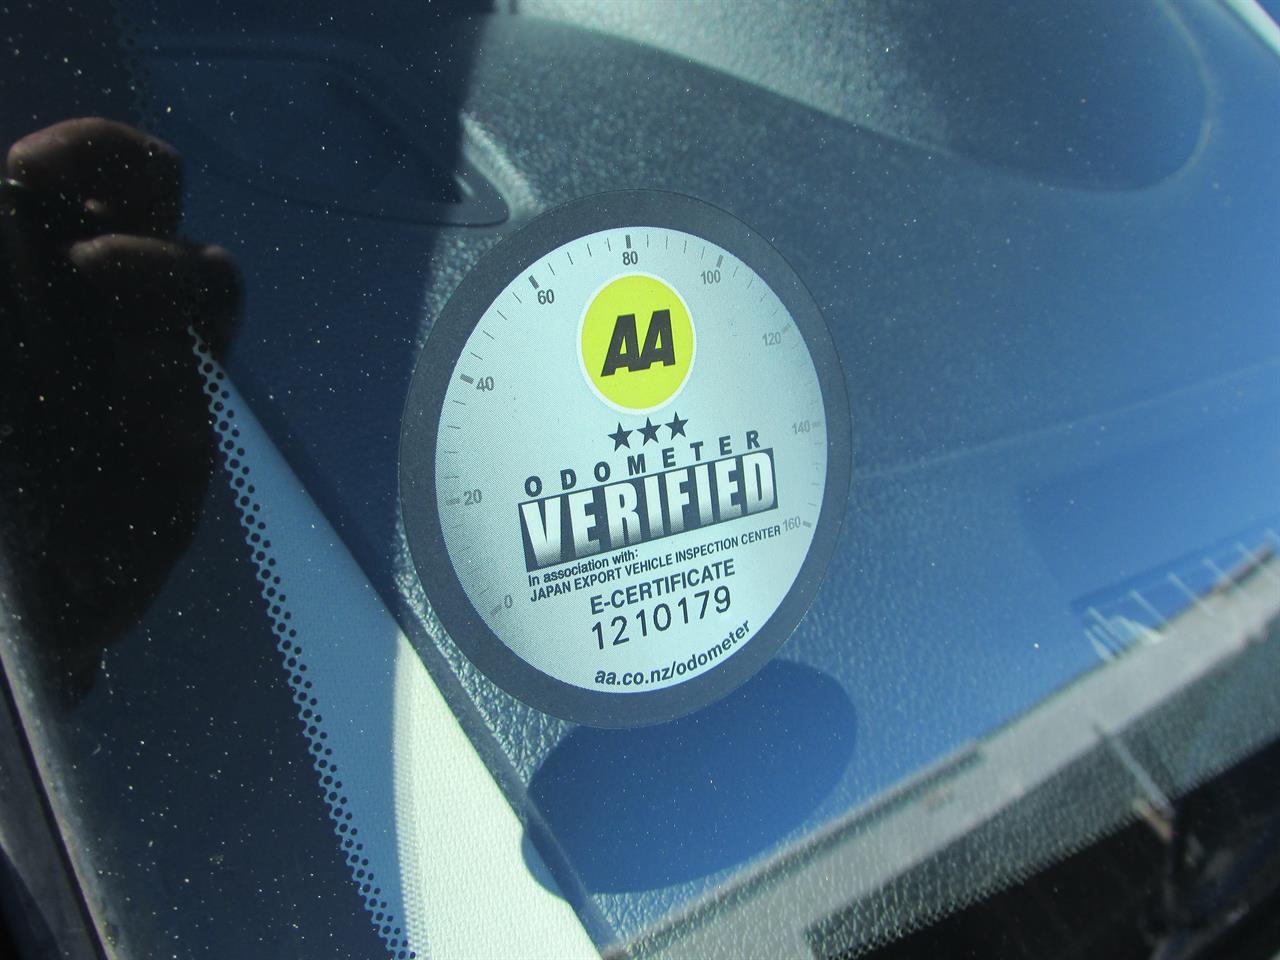 0
20
40
60
80
100
120
140
160
AA
ODOMETER
VERIFIED
In association with:
JAPAN EXPORT VEHICLE INSPECTION CENTER
E-CERTIFICATE
1210179
aa.co.nz/odometer